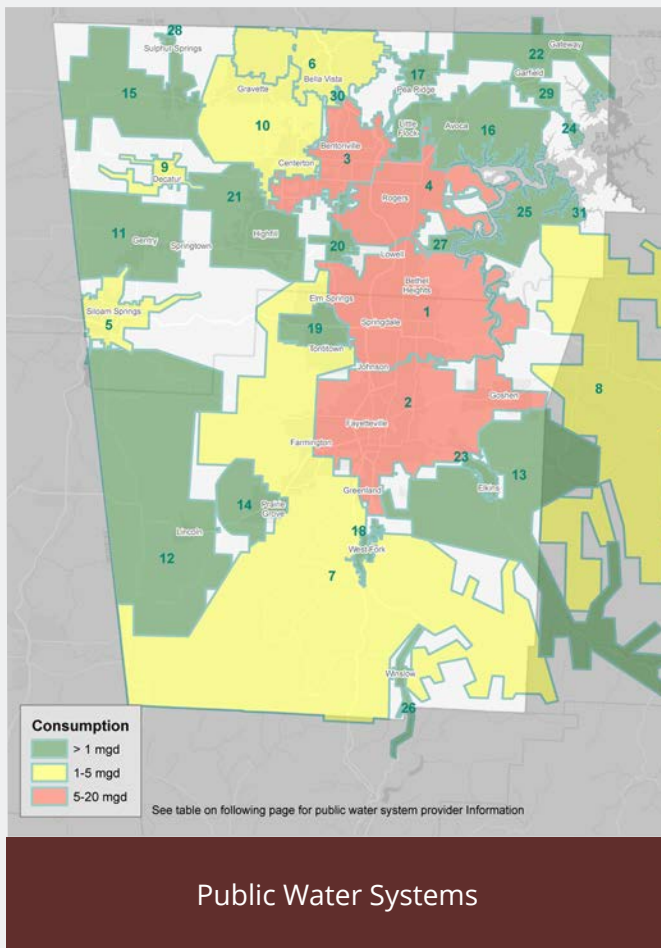 28
Sulphur Springs
22
Gateway
6
Bella Vista
17
Pea Ridge
Garfield
29
15
Gravette
30
Little
Flock
Avoca
16
24
10
Bentonville
3
Centerton
9
Decatur
4
Rogers
21
25
31
11
Gentry
Springtown
Highfill
20
Lowell
27
Bethel
Heights
Elm Springs
1
Siloam Springs
5
19
Springdale
Tontitown
Johnson
8
2
Goshen
Fayetteville
Farmington
23
13
Elkins
Greenland
14
Prairie
Grove
Lincoln
18
West Fork
12
7
Winslow
26
Consumption
> 1 mgd
1-5 mgd
5-20 mgd
See table on following page for public water system provider Information
Public Water Systems